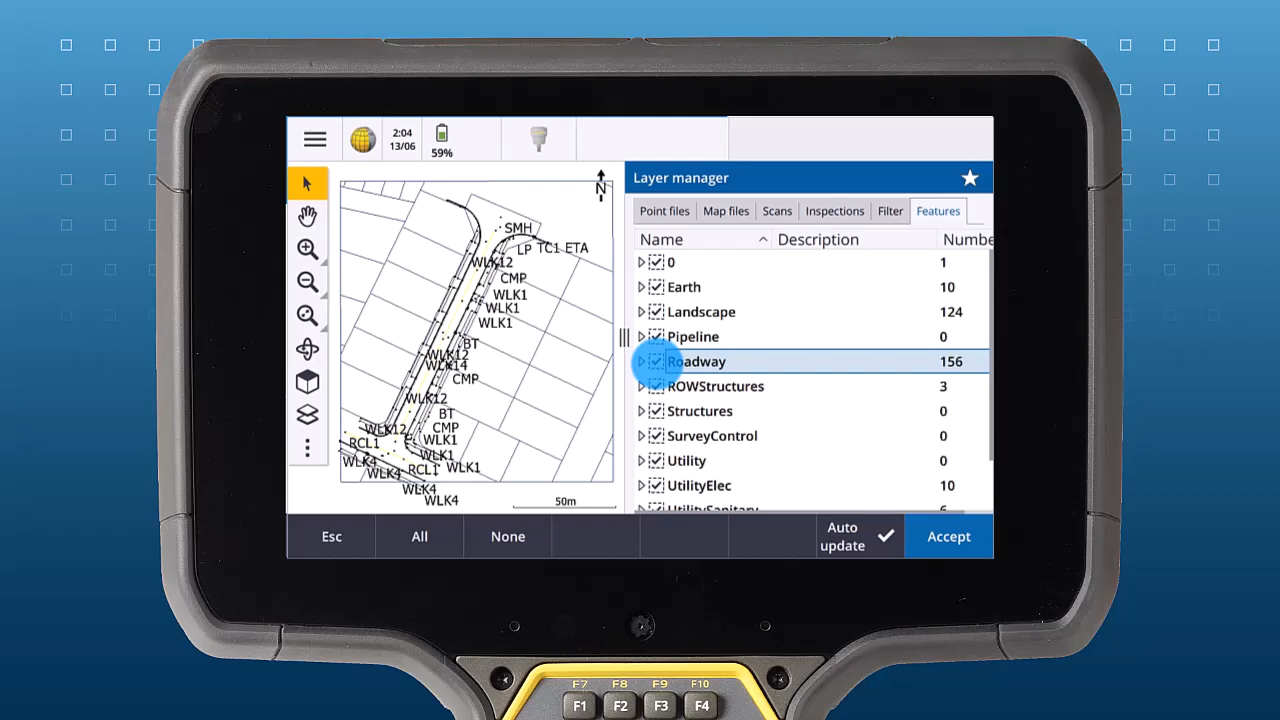 2:04
13/06
59%
N
SMH
LP TC1 ETA
WLK12
CMP
WLK1
WLK1
WLK1
BT
WLK12
WLK14
CMP
WLK12
BT
CMP
WLK12
WLK1
RCL1
WLK1
WLK4
RCL1
WLK1
WLK4
WLK4
WLK4
50m
Layer manager
Point files Map files Scans Inspections Filter Features
Name Description Numbe
0 1
Earth 10
Landscape 124
Pipeline 0
Roadway 156
ROWStructures 3
Structures 0
SurveyControl 0
Utility 0
UtilityElec 10
UtilitySanitary 6
Esc All None Auto update Accept
F7 F8 F9 F10
F1 F2 F3 F4